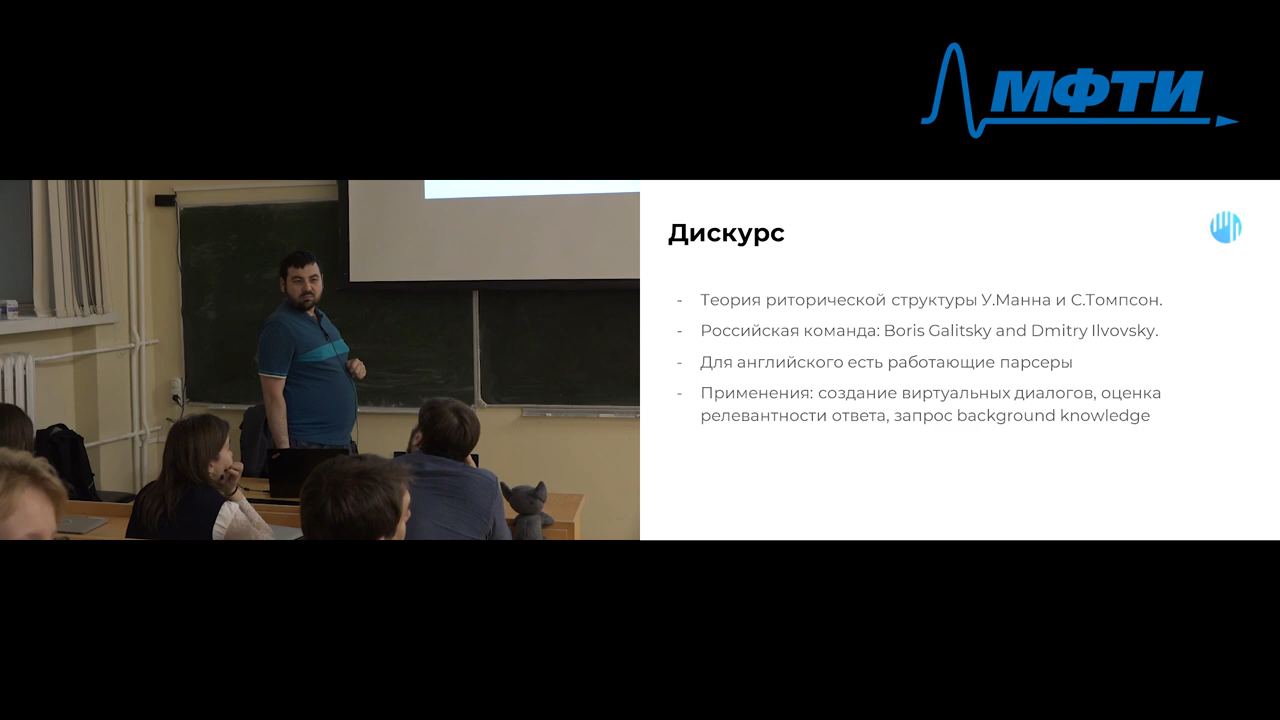 МФТИ
Дискурс
- Теория риторической структуры У.Манна и С.Томпсон.
- Российская команда: Boris Galitsky and Dmitry Ilvovsky.
- Для английского есть работающие парсеры
- Применения: создание виртуальных диалогов, оценка
релевантности ответа, запрос background knowledge